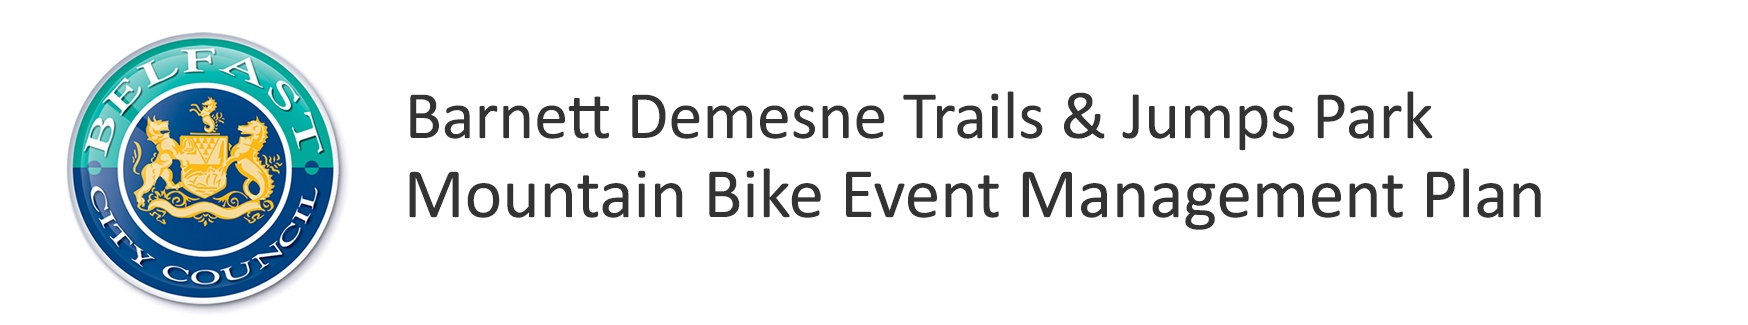 BELFAST
CITY COUNCIL
Barnett Demesne Trails & Jumps Park
Mountain Bike Event Management Plan